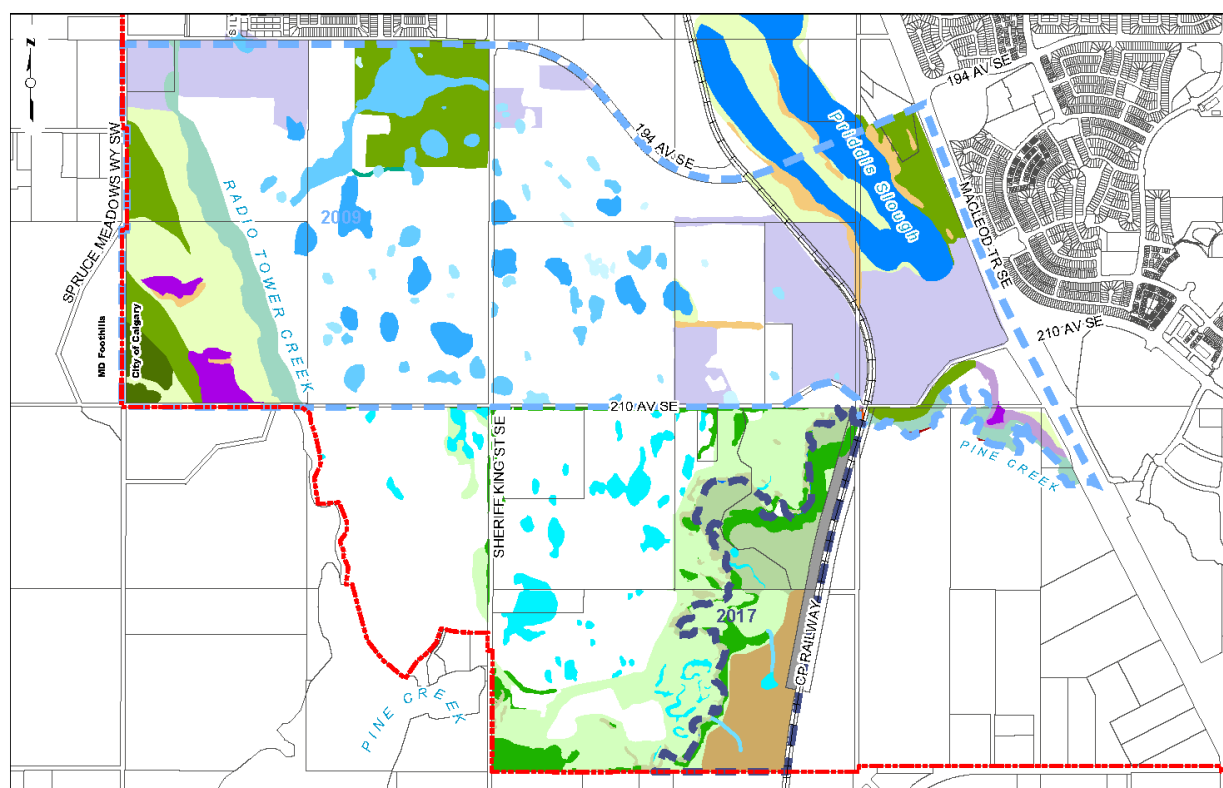 SIL
N
194 AV SE
194 AV SE
Priddis Slough
SPRUCE MEADOWS WY SW
RADIO TOWER CREEK
2009
MACLEOD TR SE
210 AV SE
MD Foothills
City of Calgary
210 AV SE
SHERIFF KING ST SE
PINE CREEK
2017
CP RAILWAY
PINE CREEK